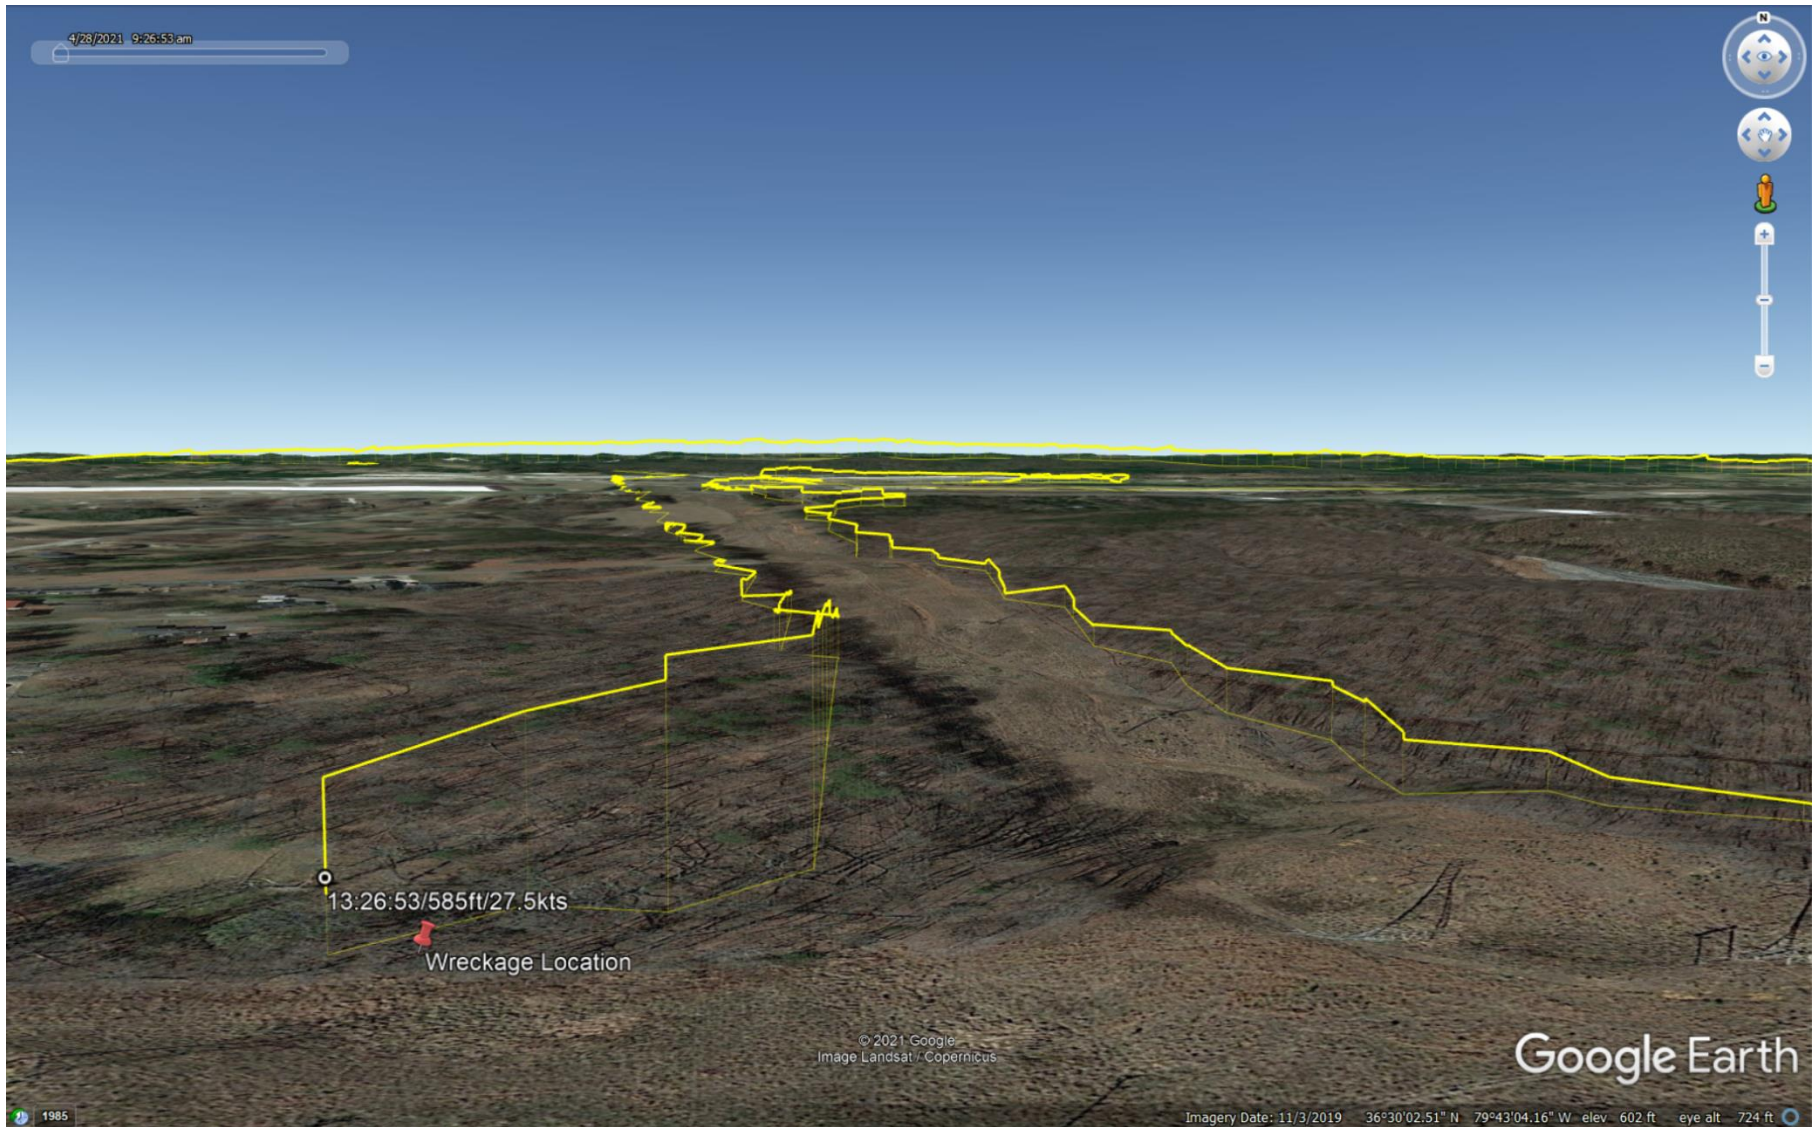 4/28/2021 9:26:53 am
N
13:26:53/585ft/27.5kts
Wreckage Location
© 2021 Google
Image Landsat / Copernicus
Google Earth
1985
Imagery Date: 11/3/2019 36°30'02.51" N 79°43'04.16" W elev 602 ft eye alt 724 ft